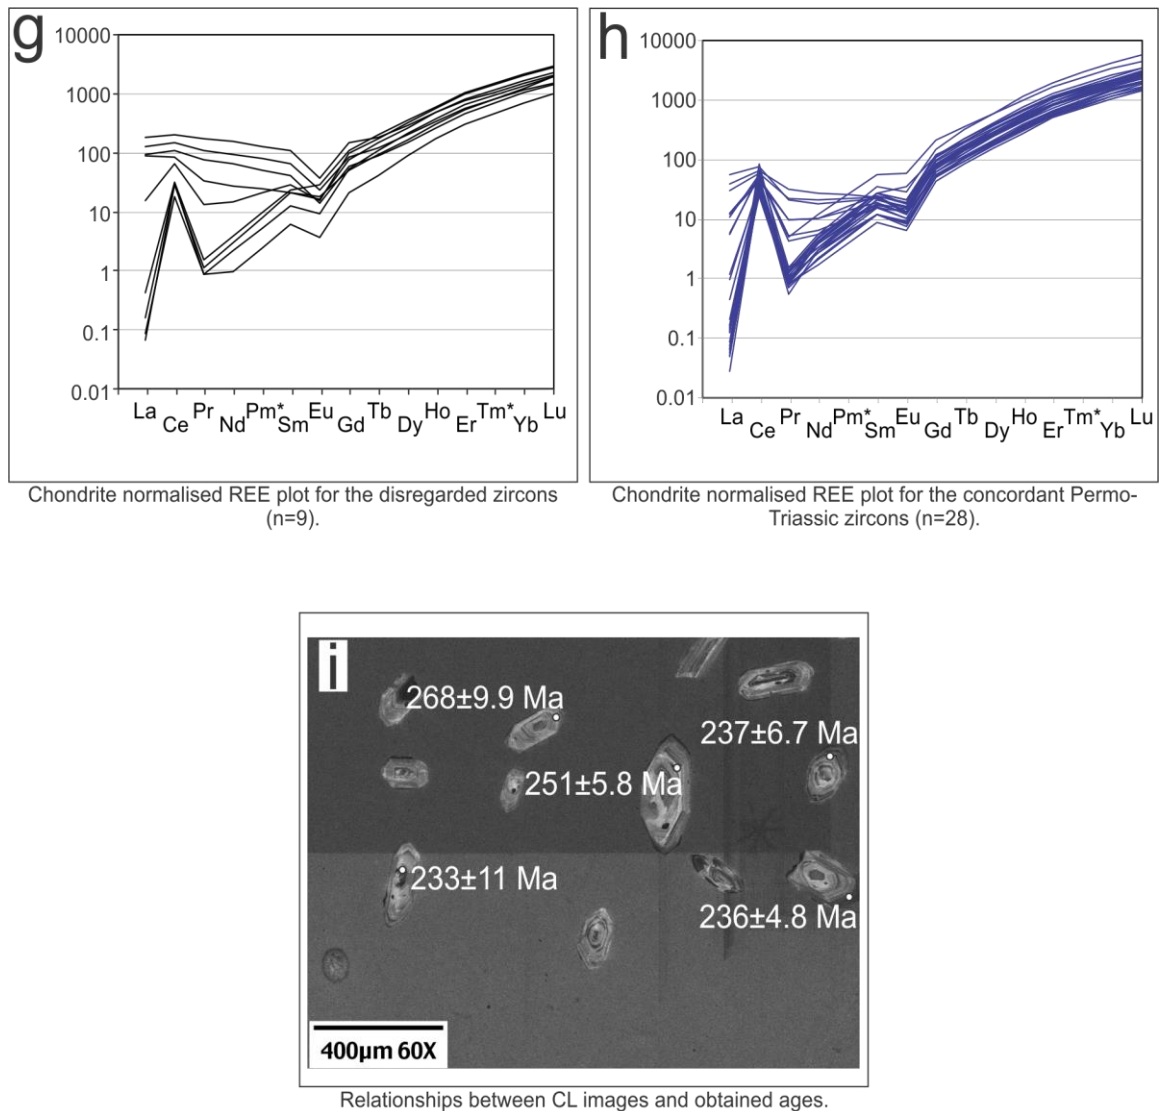 g
10000
1000
100
10
1
0.1
0.01
La Ce Pr Nd Pm* Sm Eu Gd Tb Dy Ho Er Tm* Yb Lu
Chondrite normalised REE plot for the disregarded zircons
(n=9).
h
10000
1000
100
10
1
0.1
0.01
La Ce Pr Nd Pm* Sm Eu Gd Tb Dy Ho Er Tm* Yb Lu
Chondrite normalised REE plot for the concordant Permo-
Triassic zircons (n=28).
i
268±9.9 Ma
237±6.7 Ma
251±5.8 Ma
233±11 Ma
236±4.8 Ma
400µm 60X
Relationships between CL images and obtained ages.